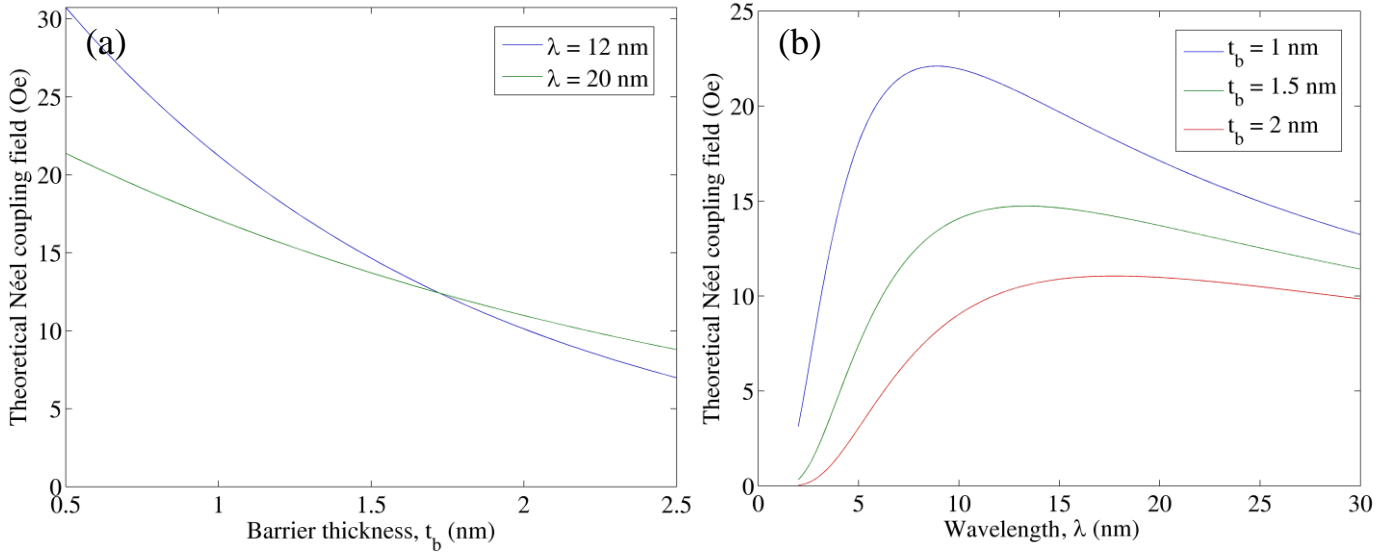 (a)
λ = 12 nm
λ = 20 nm
Theoretical Néel coupling field (Oe)
30
25
20
15
10
5
0
0.5
1
1.5
2
2.5
Barrier thickness, t_b (nm)
(b)
t_b = 1 nm
t_b = 1.5 nm
t_b = 2 nm
Theoretical Néel coupling field (Oe)
25
20
15
10
5
0
0
5
10
15
20
25
30
Wavelength, λ (nm)